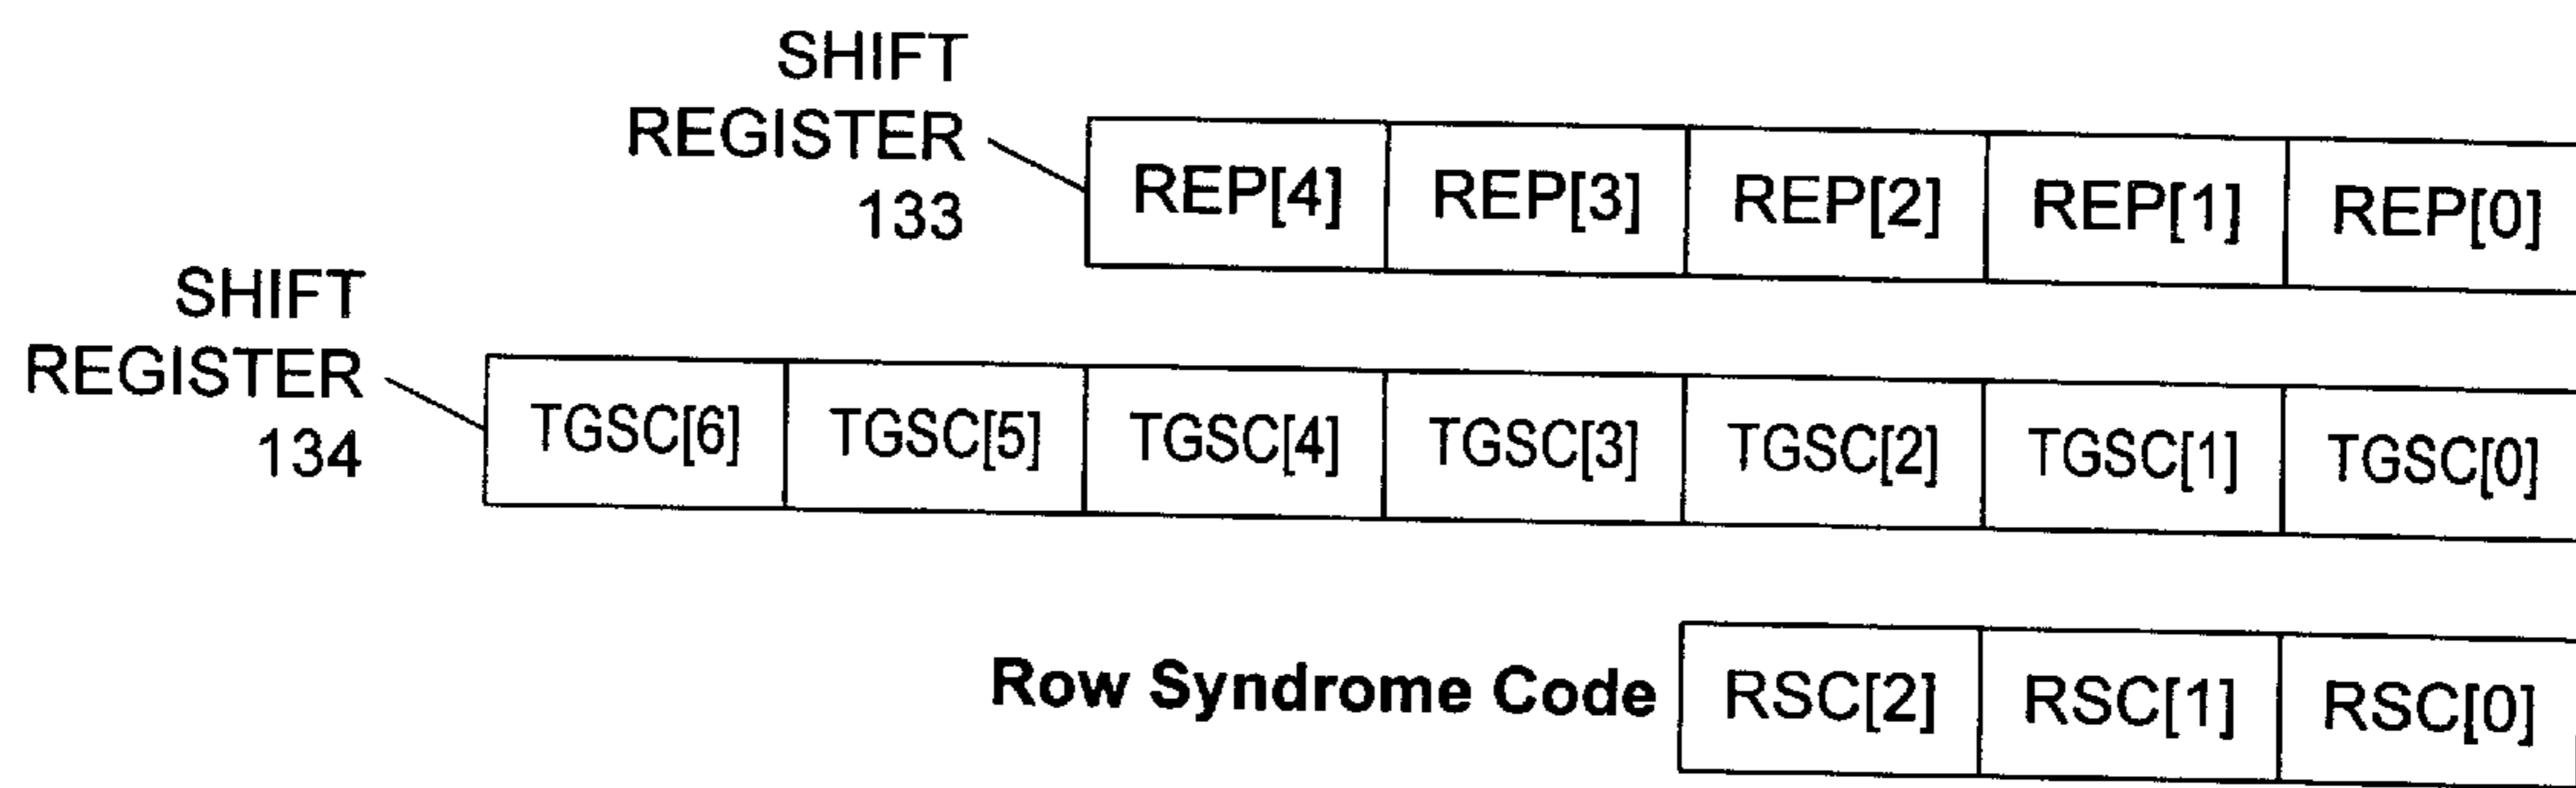 SHIFT
REGISTER
133
REP[4] REP[3] REP[2] REP[1] REP[0]
SHIFT
REGISTER
134
TGSC[6] TGSC[5] TGSC[4] TGSC[3] TGSC[2] TGSC[1] TGSC[0]
Row Syndrome Code RSC[2] RSC[1] RSC[0]